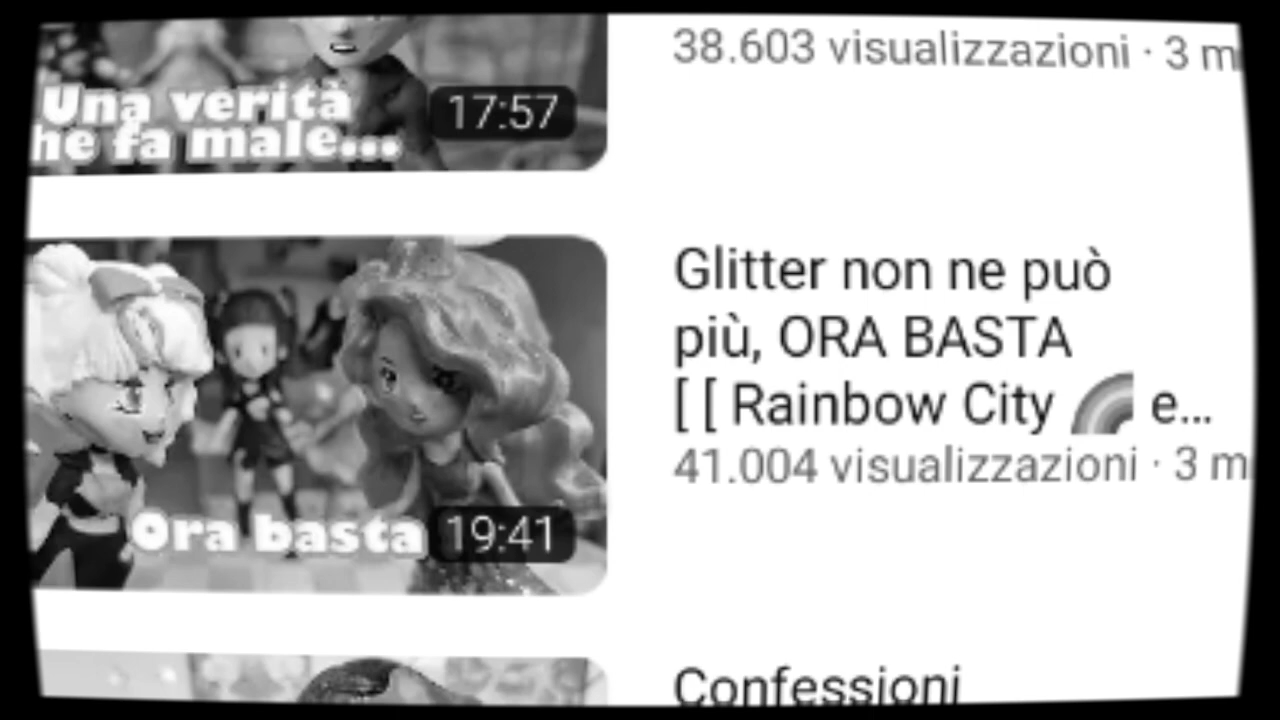 38.603 visualizzazioni · 3 m
Una verità
he fa male...
17:57
Glitter non ne può
più, ORA BASTA
[ [ Rainbow City 🌈 e...
41.004 visualizzazioni · 3 m
Ora basta
19:41
Confessioni